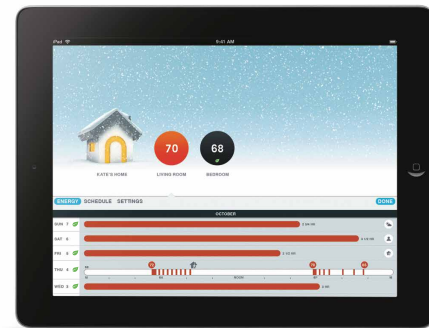 iPad
9:41 AM
70
68
KATE'S HOME
LIVING ROOM
BEDROOM
ENERGY SCHEDULE SETTINGS
DONE
OCTOBER
SUN 7
SAT 6
FRI 5
THU 4
WED 3